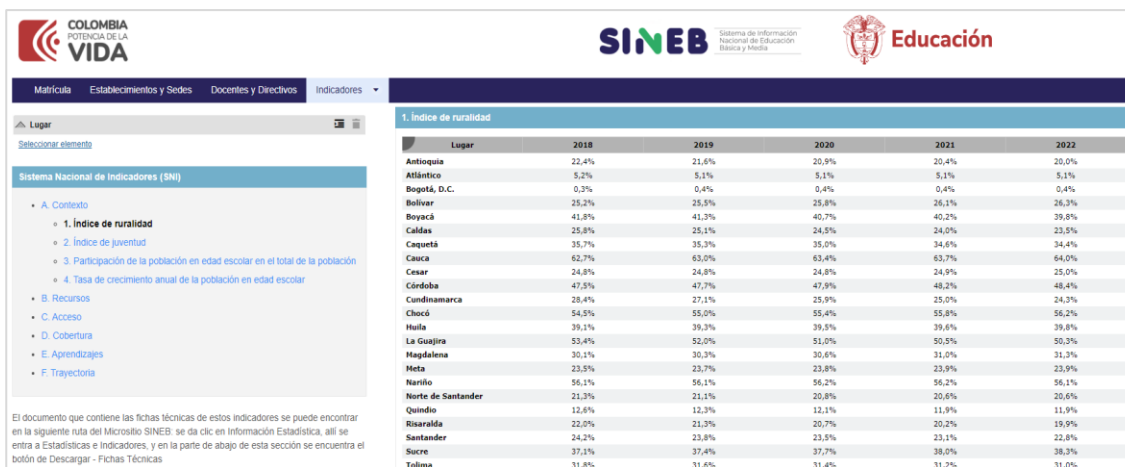 COLOMBIA
POTENCIA DE LA
VIDA
SINEB
Sistema de Información
Nacional de Educación
Básica y Media
Educación
Matrícula Establecimientos y Sedes Docentes y Directivos Indicadores
Lugar
Seleccionar elemento
Sistema Nacional de Indicadores (SNI)
A. Contexto
1. Índice de ruralidad
2. Índice de juventud
3. Participación de la población en edad escolar en el total de la población
4. Tasa de crecimiento anual de la población en edad escolar
B. Recursos
C. Acceso
D. Cobertura
E. Aprendizajes
F. Trayectoria
El documento que contiene las fichas técnicas de estos indicadores se puede encontrar
en la siguiente ruta del Micrositio SINEB: se da clic en Información Estadística, allí se
entra a Estadísticas e Indicadores, y en la parte de abajo de esta sección se encuentra el
botón de Descargar - Fichas Técnicas
1. Índice de ruralidad
Lugar 2018 2019 2020 2021 2022
Antioquia 22,4% 21,6% 20,9% 20,4% 20,0%
Atlántico 5,2% 5,1% 5,1% 5,1% 5,1%
Bogotá, D.C. 0,3% 0,4% 0,4% 0,4% 0,4%
Bolívar 25,2% 25,5% 25,8% 26,1% 26,3%
Boyacá 41,8% 41,3% 40,7% 40,2% 39,8%
Caldas 25,8% 25,1% 24,5% 24,0% 23,5%
Caquetá 35,7% 35,3% 35,0% 34,6% 34,4%
Cauca 62,7% 63,0% 63,4% 63,7% 64,0%
Cesar 24,8% 24,8% 24,8% 24,9% 25,0%
Córdoba 47,5% 47,7% 47,9% 48,2% 48,4%
Cundinamarca 28,4% 27,1% 25,9% 25,0% 24,3%
Chocó 54,5% 55,0% 55,4% 55,8% 56,2%
Huila 39,1% 39,3% 39,5% 39,6% 39,8%
La Guajira 53,4% 52,0% 51,0% 50,5% 50,3%
Magdalena 30,1% 30,3% 30,6% 31,0% 31,3%
Meta 23,5% 23,7% 23,8% 23,9% 23,9%
Nariño 56,1% 56,1% 56,2% 56,2% 56,1%
Norte de Santander 21,3% 21,1% 20,8% 20,6% 20,6%
Quindio 12,6% 12,3% 12,1% 11,9% 11,9%
Risaralda 22,0% 21,3% 20,7% 20,2% 19,9%
Santander 24,2% 23,8% 23,5% 23,1% 22,8%
Sucre 37,1% 37,4% 37,7% 38,0% 38,3%
Tolima 31,8% 31,6% 31,4% 31,2% 31,0%